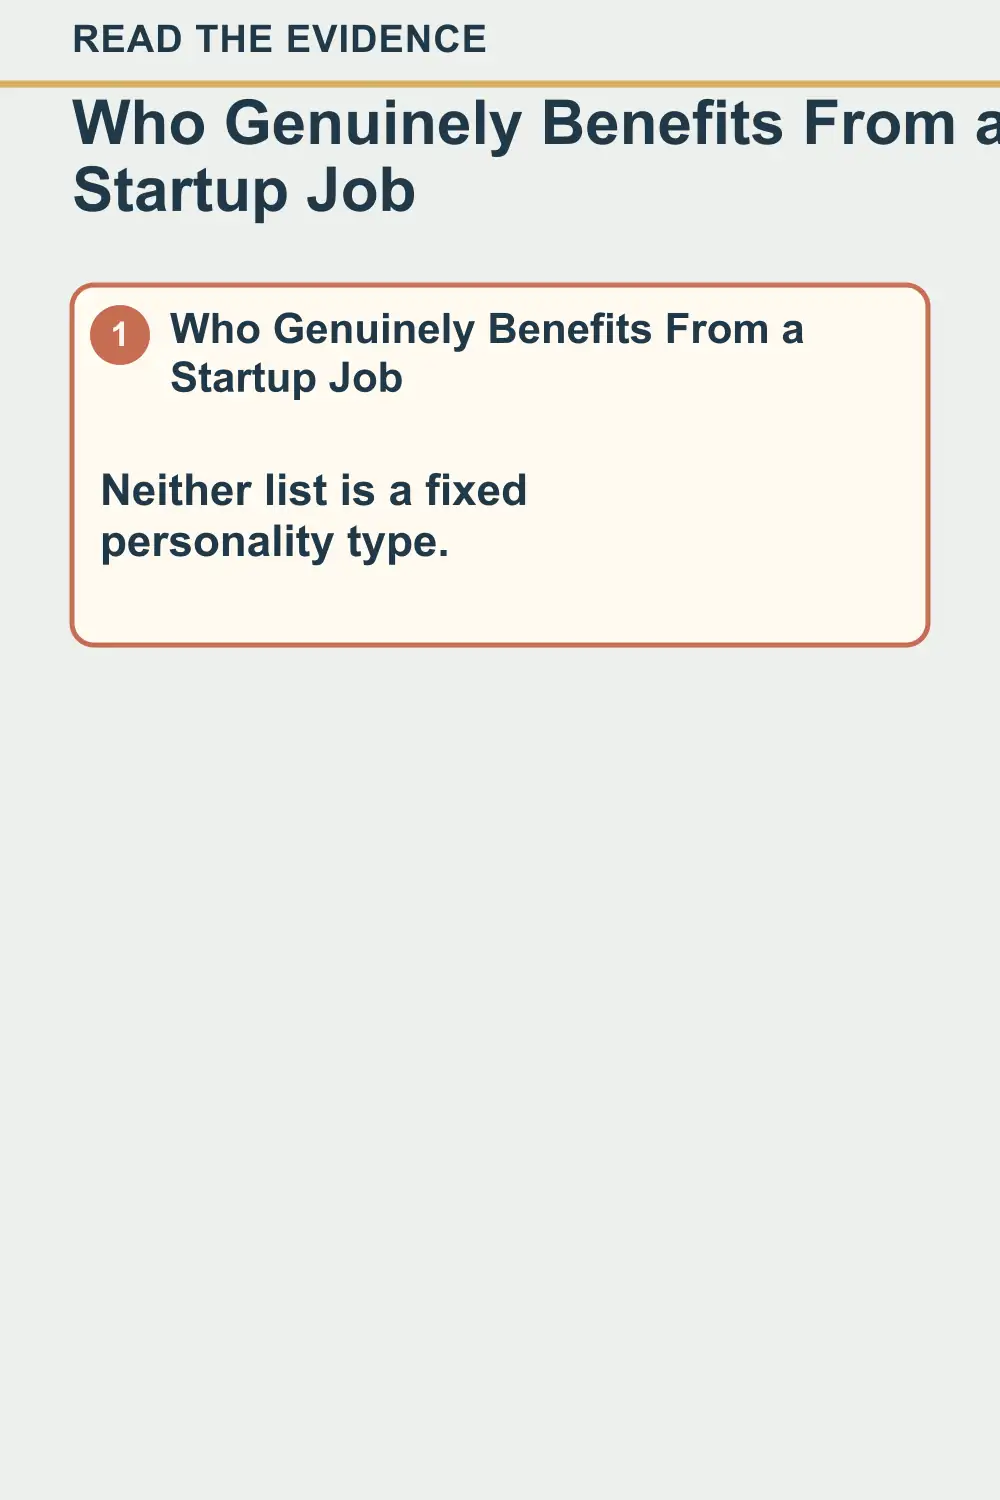 READ THE EVIDENCE
Who Genuinely Benefits From a
Startup Job
1
Who Genuinely Benefits From a
Startup Job
Neither list is a fixed
personality type.